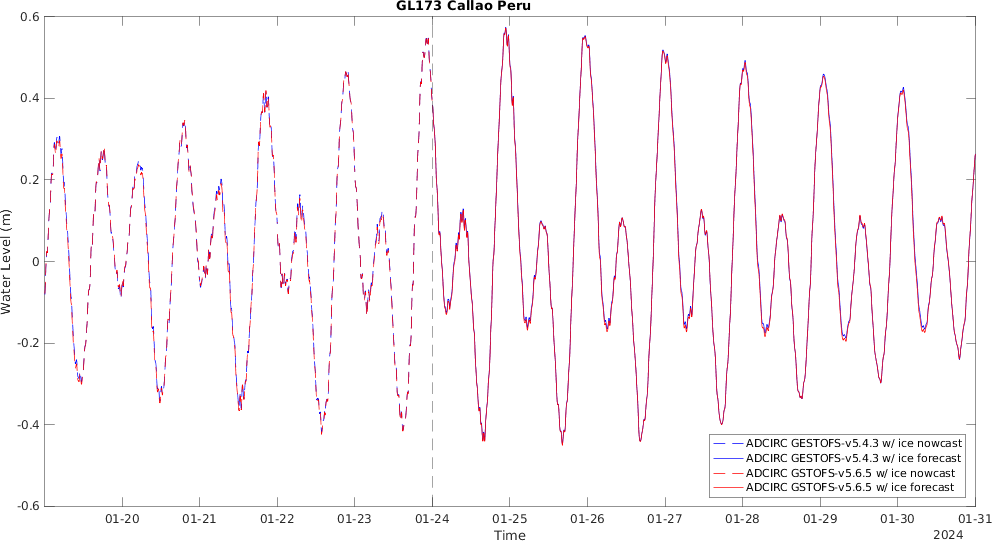 GL173 Callao Peru
0.6
0.4
0.2
0
-0.2
-0.4
-0.6
Water Level (m)
01-20
01-21
01-22
01-23
01-24
01-25
01-26
01-27
01-28
01-29
01-30
01-31
2024
Time
ADCIRC GESTOFS-v5.4.3 w/ ice nowcast
ADCIRC GESTOFS-v5.4.3 w/ ice forecast
ADCIRC GSTOFS-v5.6.5 w/ ice nowcast
ADCIRC GSTOFS-v5.6.5 w/ ice forecast